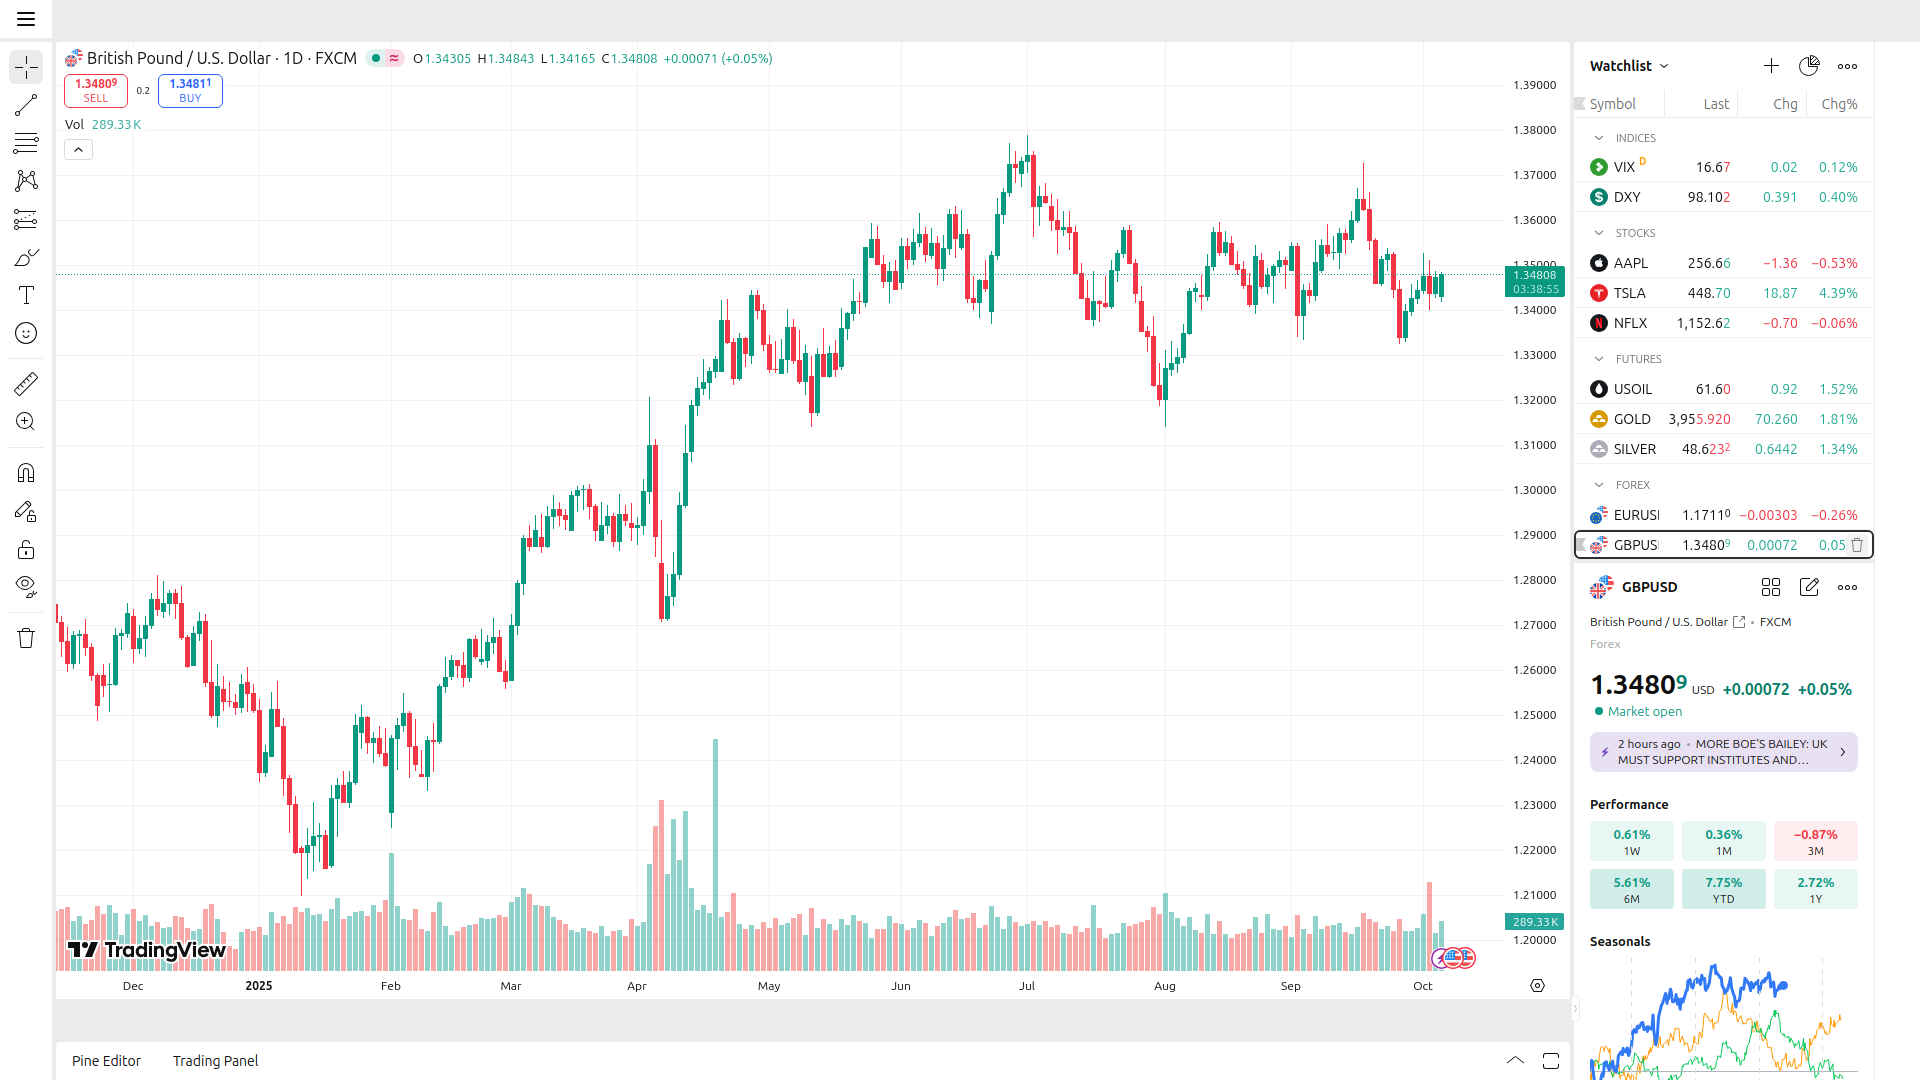 British Pound / U.S. Dollar · 1D · FXCM
O1.34305 H1.34843 L1.34165 C1.34808 +0.00071 (+0.05%)
1.34809
SELL
0.2
1.34811
BUY
Vol 289.33 K
1.39000
1.38000
1.37000
1.36000
1.35000
1.34808
03:38:55
1.34000
1.33000
1.32000
1.31000
1.30000
1.29000
1.28000
1.27000
1.26000
1.25000
1.24000
1.23000
1.22000
1.21000
289.33 K
1.20000
TradingView
Dec 2025 Feb Mar Apr May Jun Jul Aug Sep Oct
Pine Editor Trading Panel
Watchlist
Symbol Last Chg Chg%
INDICES
VIX D 16.67 0.02 0.12%
DXY 98.102 0.391 0.40%
STOCKS
AAPL 256.66 −1.36 −0.53%
TSLA 448.70 18.87 4.39%
NFLX 1,152.62 −0.70 −0.06%
FUTURES
USOIL 61.60 0.92 1.52%
GOLD 3,955.920 70.260 1.81%
SILVER 48.6232 0.6442 1.34%
FOREX
EURUS 1.17110 −0.00303 −0.26%
GBPUS 1.34809 0.00072 0.05
GBPUSD
British Pound / U.S. Dollar • FXCM
Forex
1.34809 USD +0.00072 +0.05%
Market open
2 hours ago • MORE BOE'S BAILEY: UK
MUST SUPPORT INSTITUTES AND…
Performance
0.61% 0.36% −0.87%
1W 1M 3M
5.61% 7.75% 2.72%
6M YTD 1Y
Seasonals